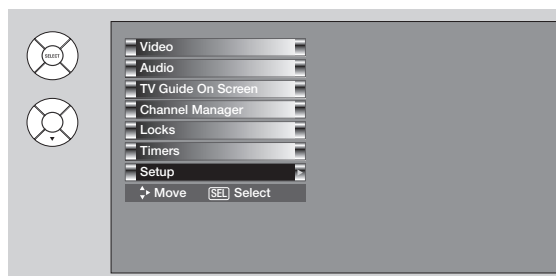 SELECT
Video
Audio
TV Guide On Screen
Channel Manager
Locks
Timers
Setup
Move SEL Select